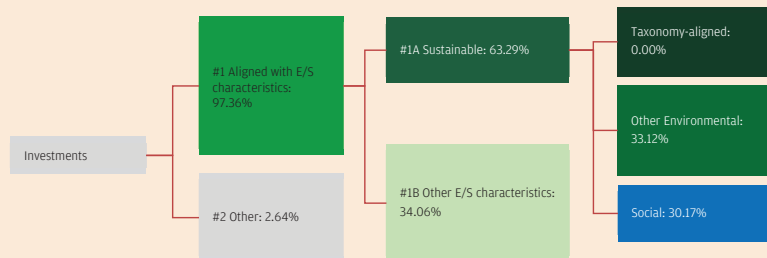 Investments
#1 Aligned with E/S
characteristics:
97.36%
#2 Other: 2.64%
#1A Sustainable: 63.29%
#1B Other E/S characteristics:
34.06%
Taxonomy-aligned:
0.00%
Other Environmental:
33.12%
Social: 30.17%